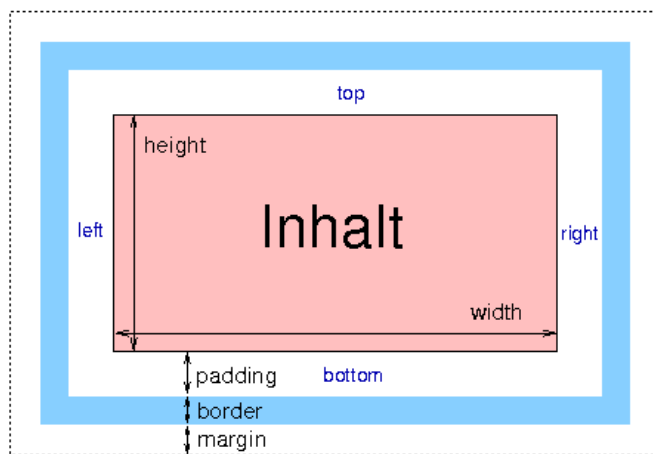 top
height
left
Inhalt
right
width
padding
bottom
border
margin